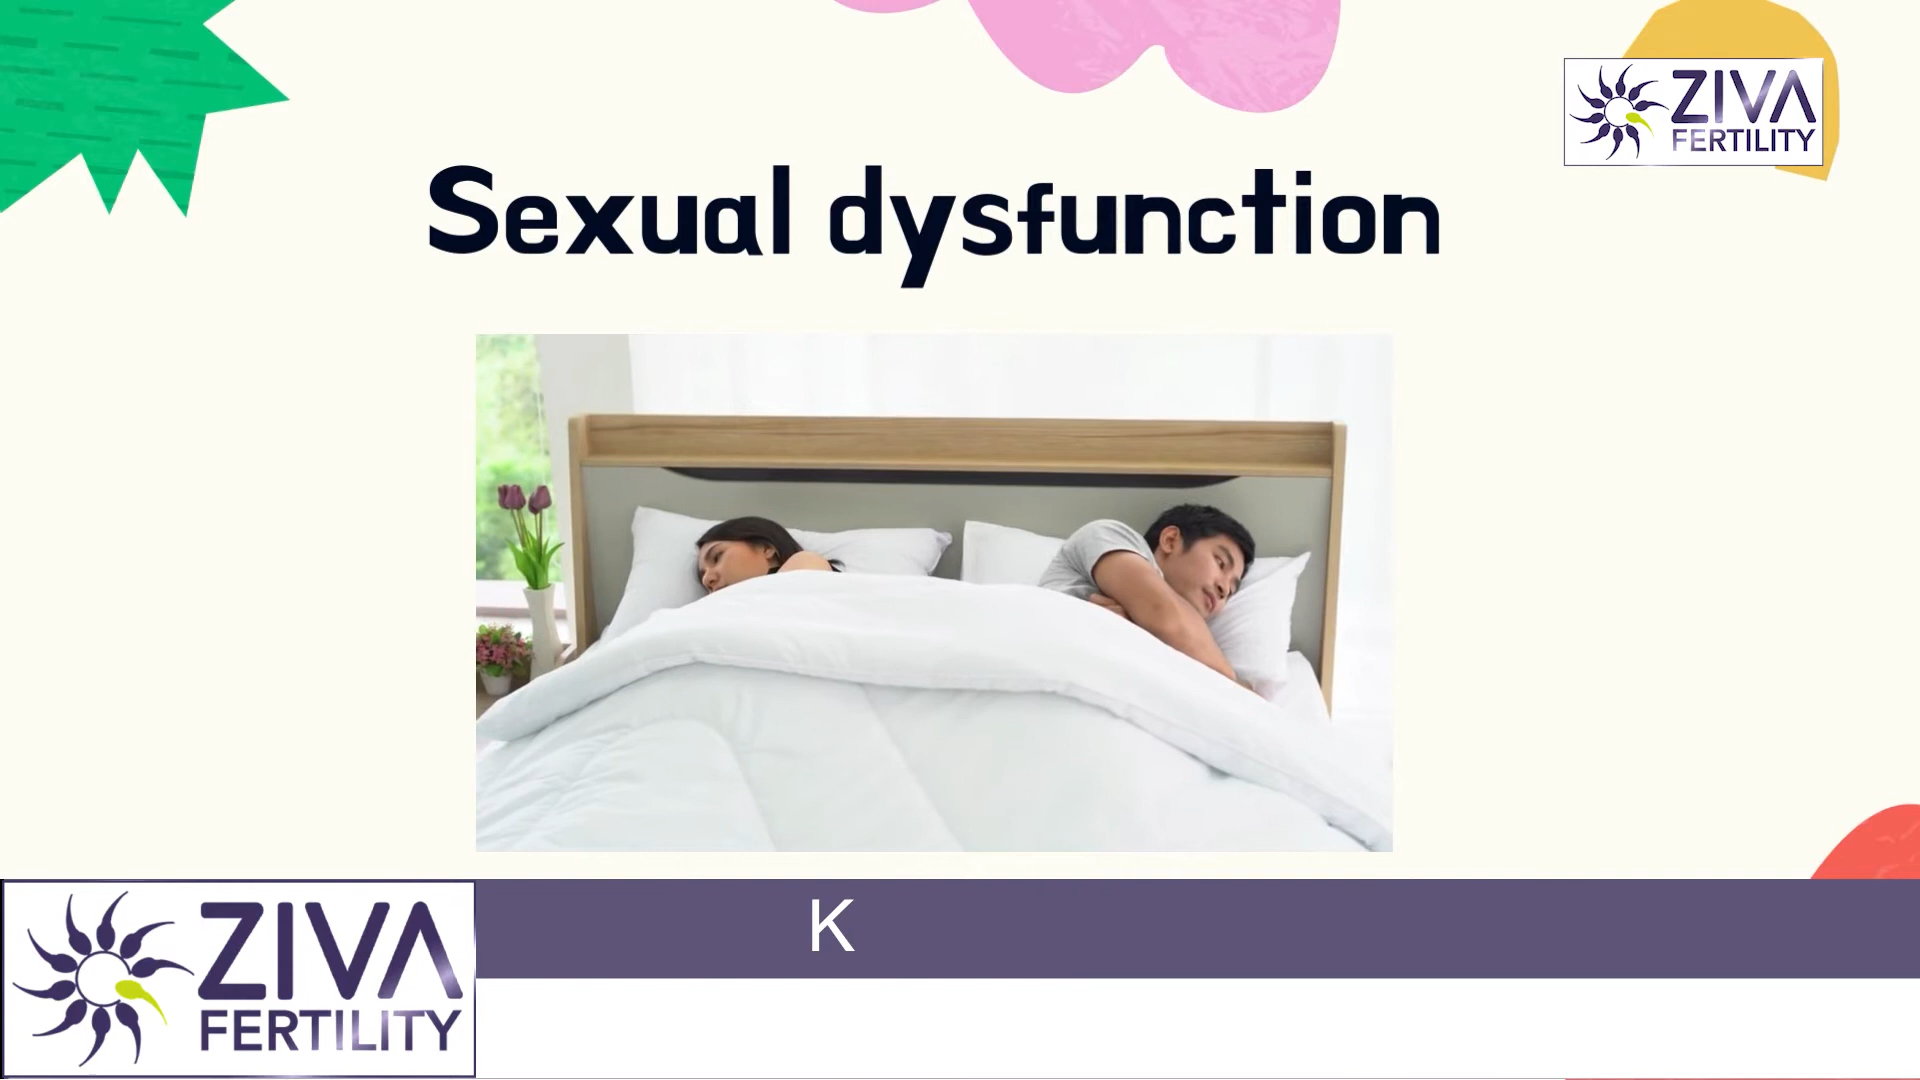 ZIVA
FERTILITY
Sexual dysfunction
K
ZIVA
FERTILITY